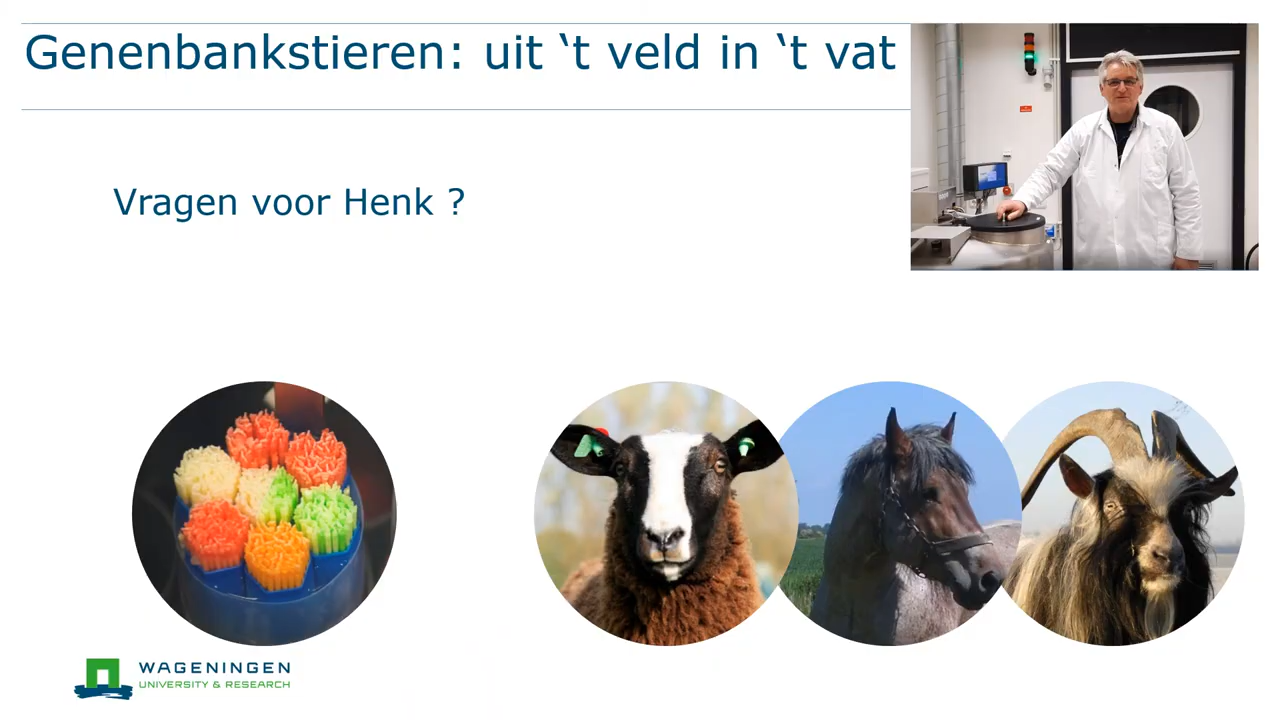 Genenbankstieren: uit ‘t veld in ‘t vat
Vragen voor Henk ?
WAGENINGEN
UNIVERSITY & RESEARCH